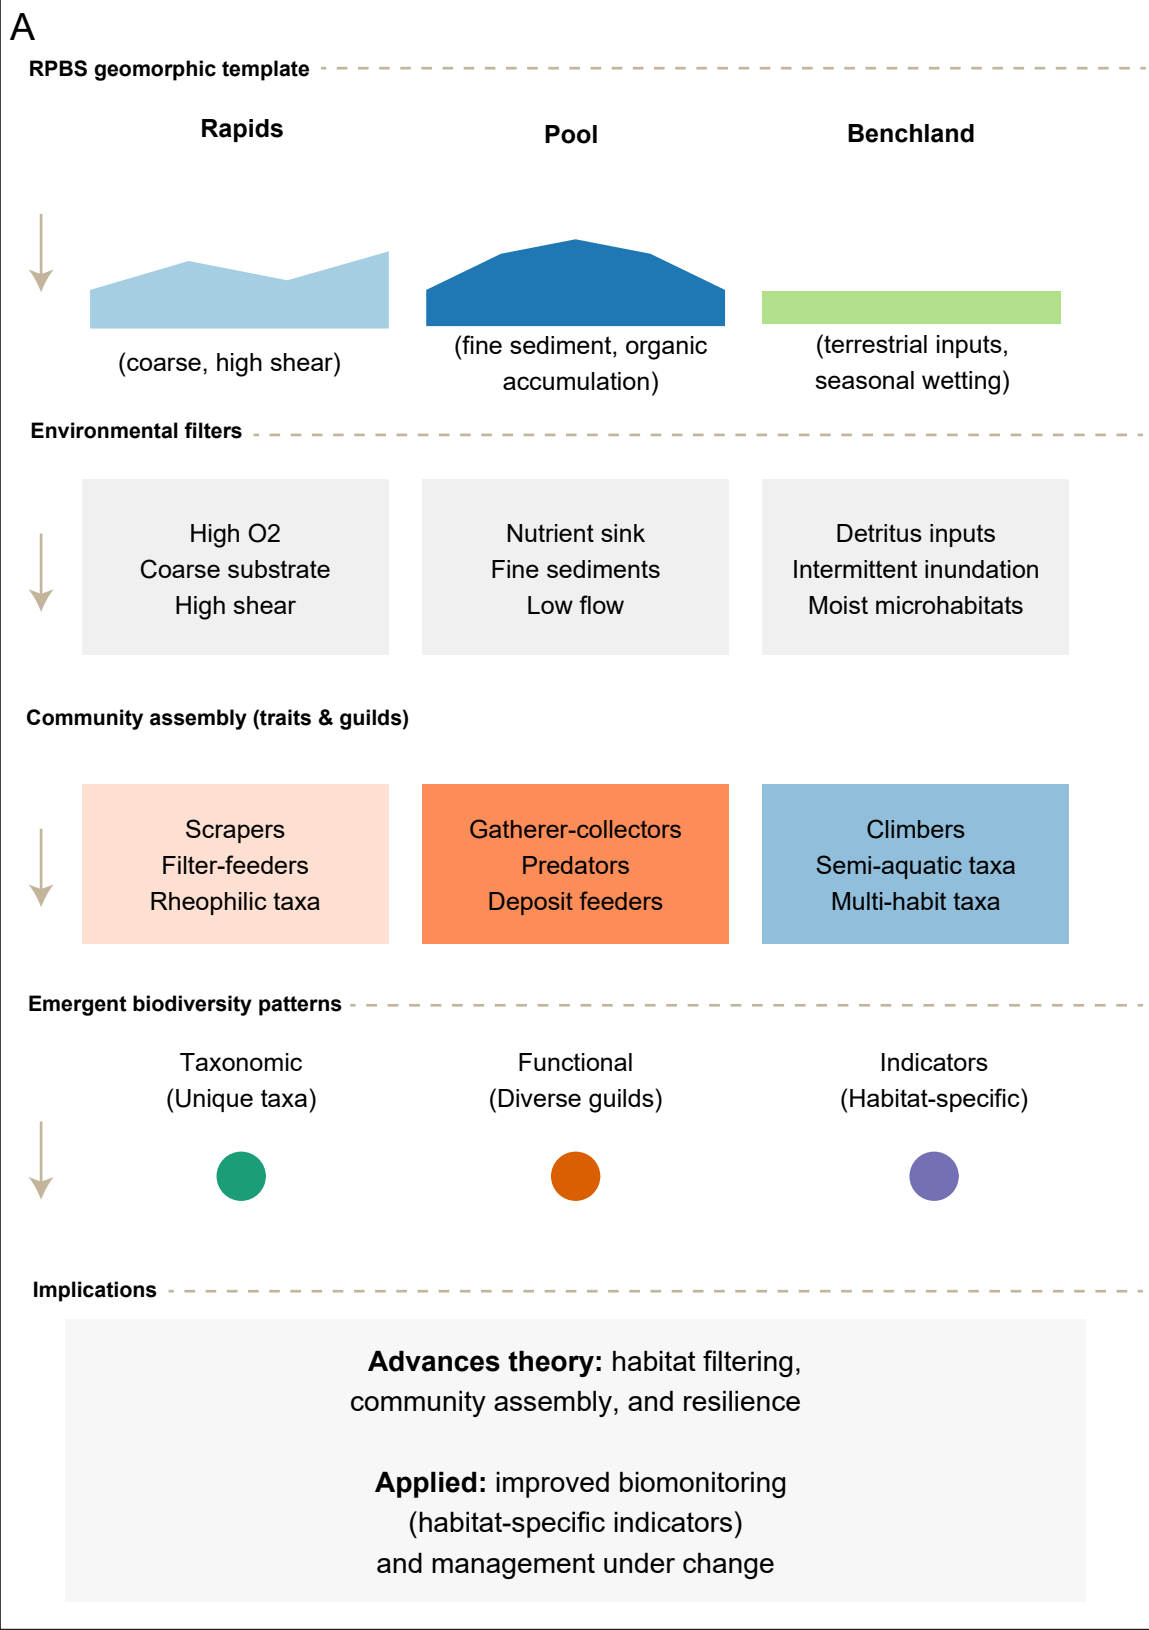 A
RPBS geomorphic template
Rapids
Pool
Benchland
(coarse, high shear)
(fine sediment, organic
accumulation)
(terrestrial inputs,
seasonal wetting)
Environmental filters
High O2
Coarse substrate
High shear
Nutrient sink
Fine sediments
Low flow
Detritus inputs
Intermittent inundation
Moist microhabitats
Community assembly (traits & guilds)
Scrapers
Filter-feeders
Rheophilic taxa
Gatherer-collectors
Predators
Deposit feeders
Climbers
Semi-aquatic taxa
Multi-habit taxa
Emergent biodiversity patterns
Taxonomic
(Unique taxa)
Functional
(Diverse guilds)
Indicators
(Habitat-specific)
Implications
Advances theory: habitat filtering,
community assembly, and resilience
Applied: improved biomonitoring
(habitat-specific indicators)
and management under change